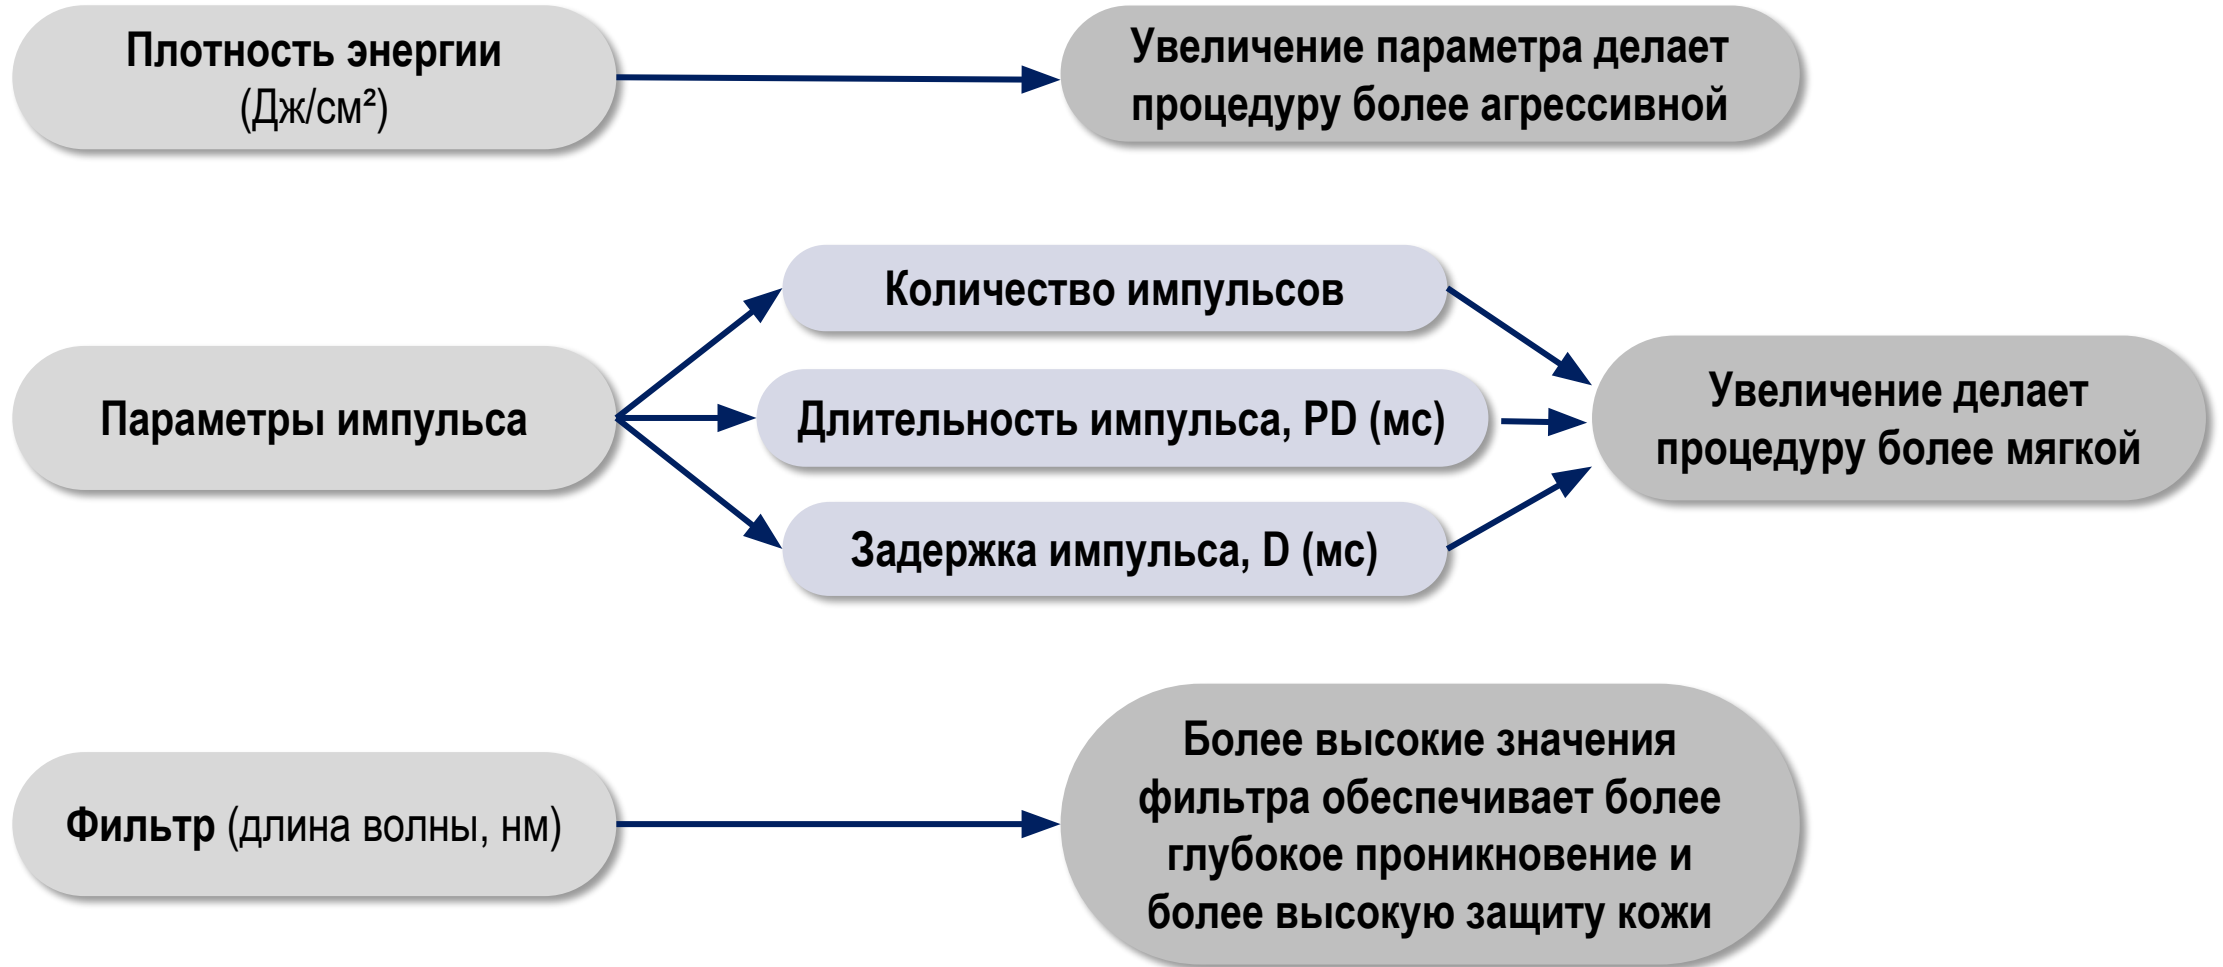 Плотность энергии
(Дж/см²)
Увеличение параметра делает
процедуру более агрессивной
Параметры импульса
Количество импульсов
Длительность импульса, PD (мс)
Задержка импульса, D (мс)
Увеличение делает
процедуру более мягкой
Фильтр (длина волны, нм)
Более высокие значения
фильтра обеспечивает более
глубокое проникновение и
более высокую защиту кожи